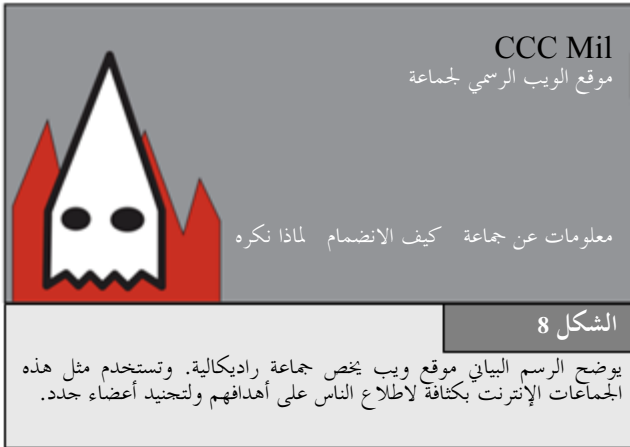 CCC Mil
موقع الويب الرسمي لجماعة
معلومات عن جماعة   كيف الانضمام   لماذا نكره
الشكل 8
يوضح الرسم البياني موقع ويب يخص جماعة راديكالية. وتستخدم مثل هذه
الجماعات الإنترنت بكثافة لاطلاع الناس على أهدافهم ولتجنيد أعضاء جدد.